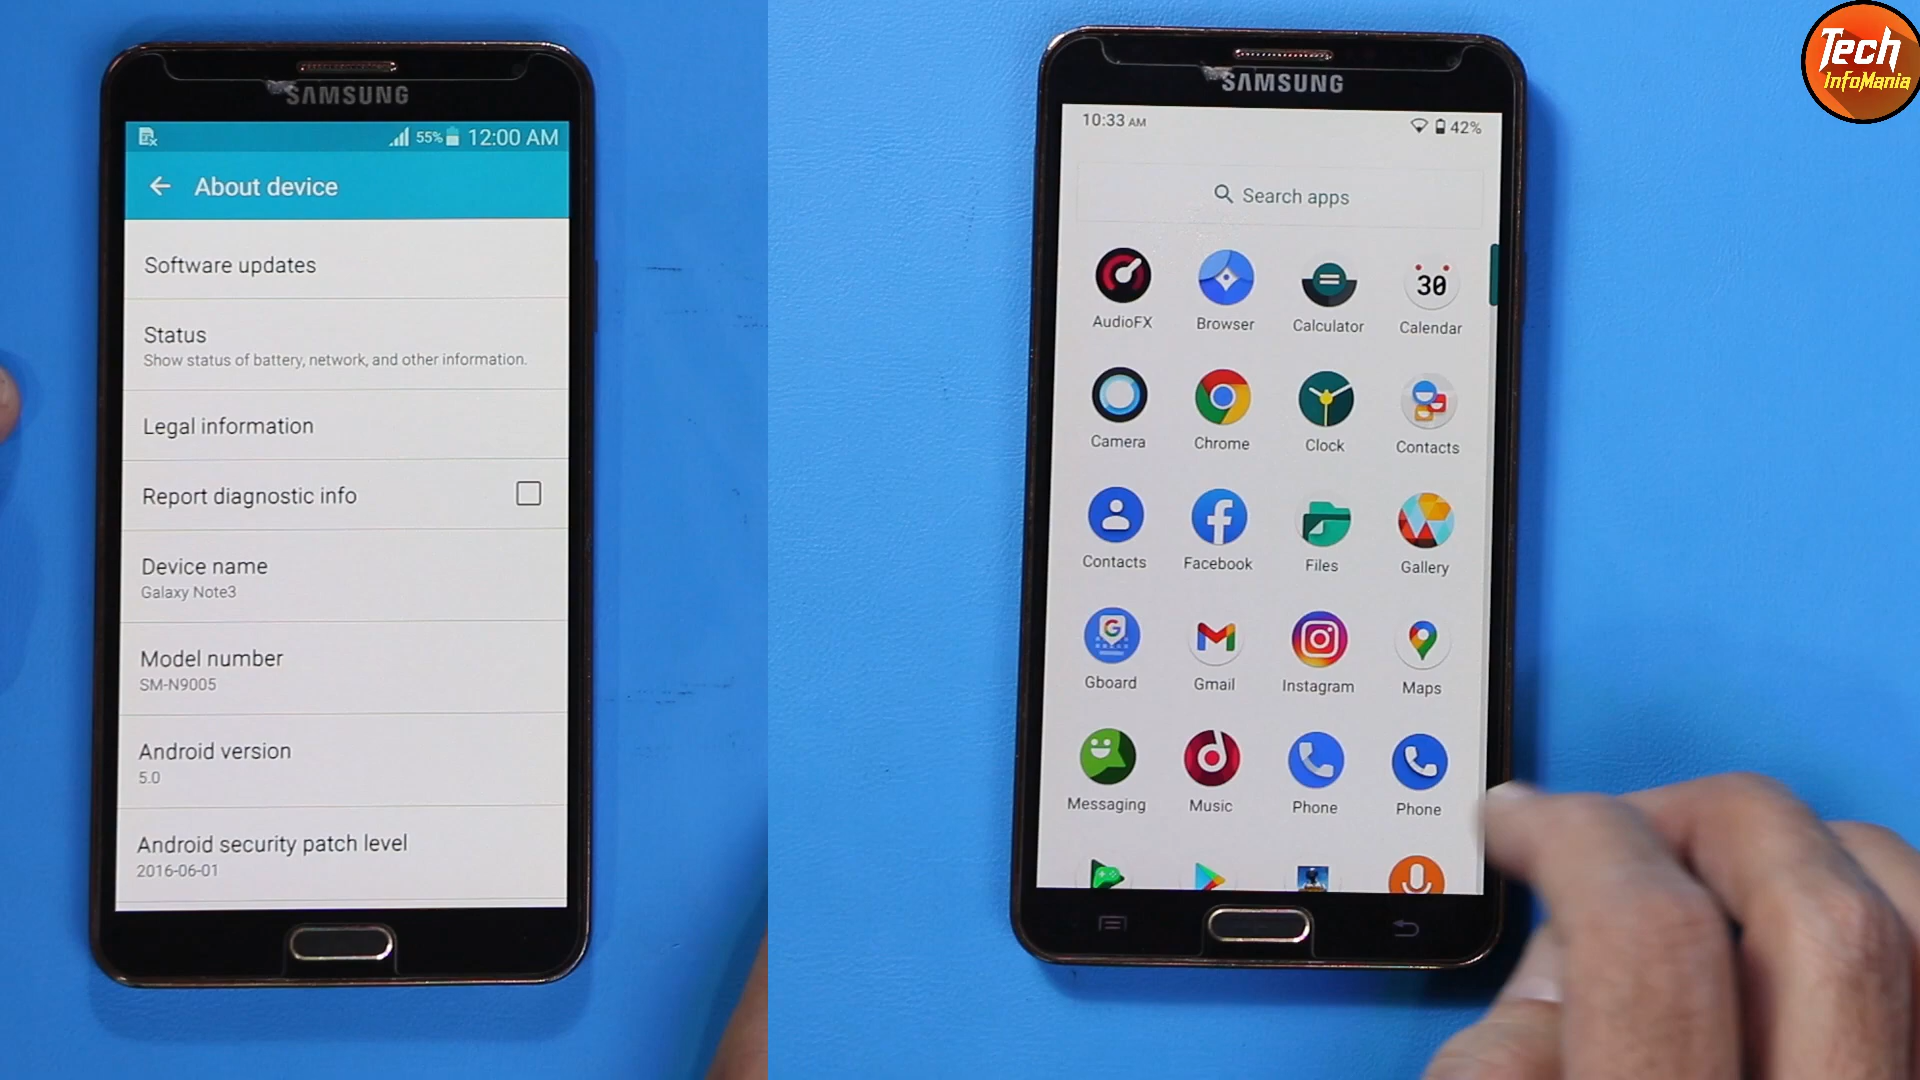 SAMSUNG
55% 12:00 AM
About device
Software updates
Status
Show status of battery, network, and other information.
Legal information
Report diagnostic info
Device name
Galaxy Note3
Model number
SM-N9005
Android version
5.0
Android security patch level
2016-06-01
SAMSUNG
10:33 AM 42%
Search apps
AudioFX Browser Calculator 30 Calendar
Camera Chrome Clock Contacts
Contacts Facebook Files Gallery
Gboard Gmail Instagram Maps
Messaging Music Phone Phone
Tech
InfoMania